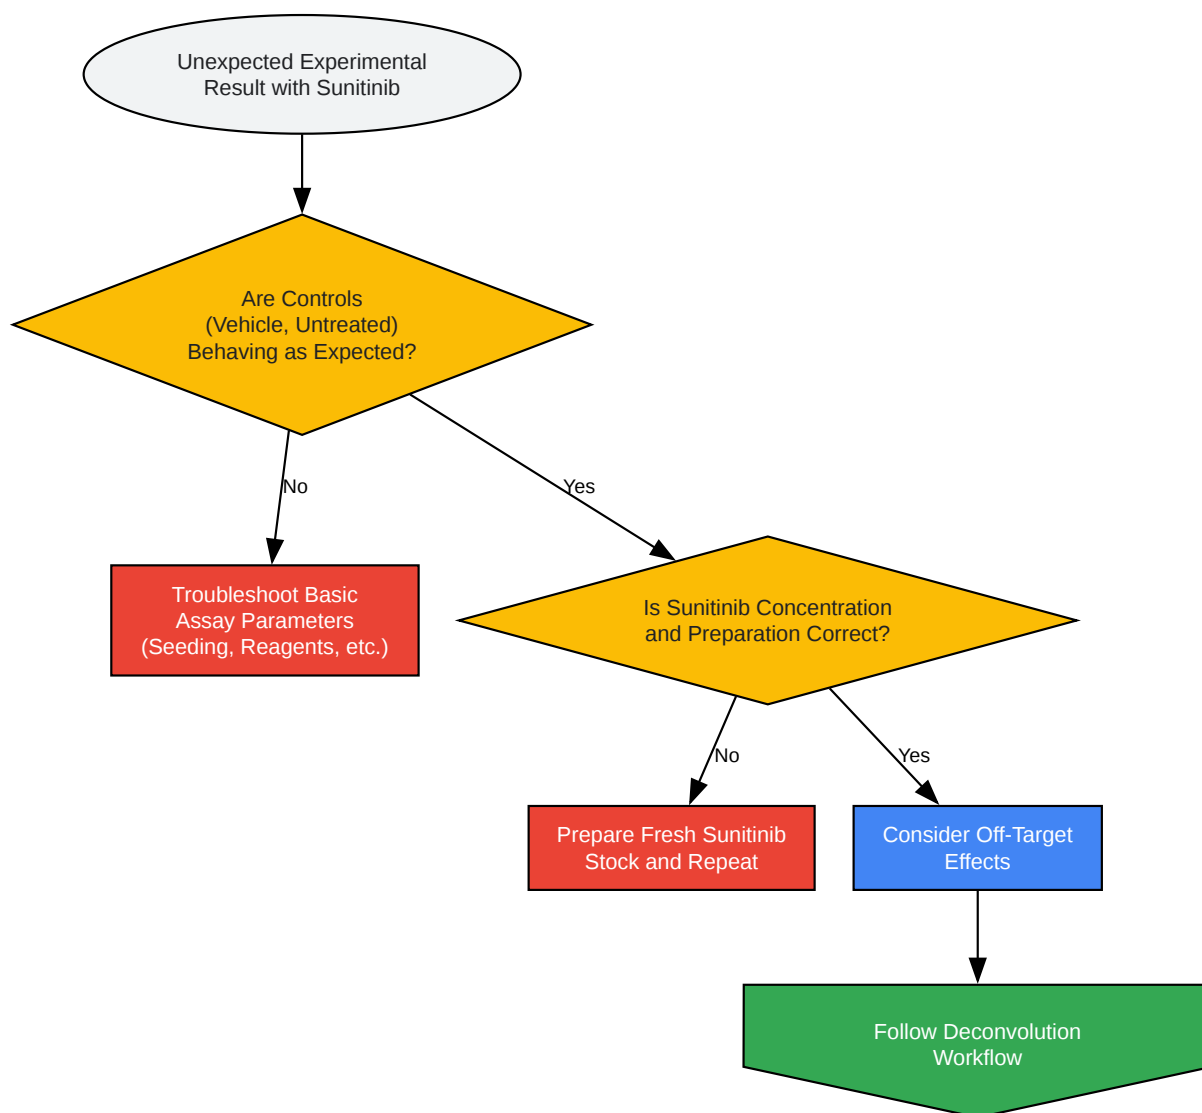 Unexpected Experimental
Result with Sunitinib
Are Controls
(Vehicle, Untreated)
Behaving as Expected?
No
Yes
Troubleshoot Basic
Assay Parameters
(Seeding, Reagents, etc.)
Is Sunitinib Concentration
and Preparation Correct?
No
Yes
Prepare Fresh Sunitinib
Stock and Repeat
Consider Off-Target
Effects
Follow Deconvolution
Workflow